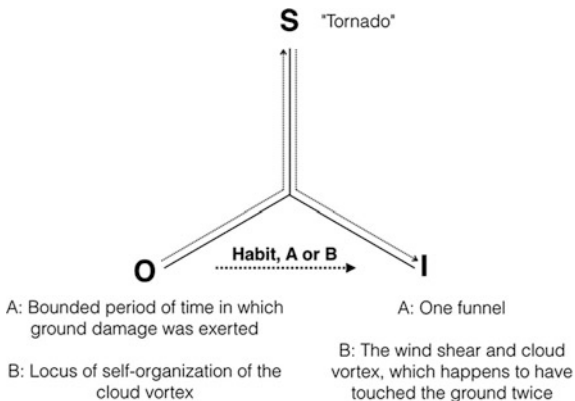 S "Tornado"
Habit, A or B
O
I
A: Bounded period of time in which
ground damage was exerted
B: Locus of self-organization of the
cloud vortex
A: One funnel
B: The wind shear and cloud
vortex, which happens to have
touched the ground twice